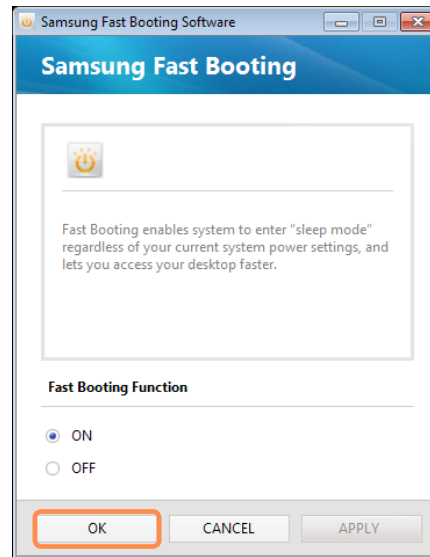 Samsung Fast Booting Software
Samsung Fast Booting
Fast Booting enables system to enter "sleep mode"
regardless of your current system power settings, and
lets you access your desktop faster.
Fast Booting Function
ON
OFF
OK CANCEL APPLY